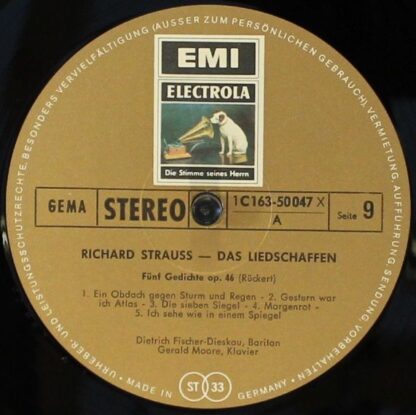 EMI
ELECTROLA
Die Stimme seines Herrn
GEMA
STEREO
1C163-50047 X
A
Seite 9
RICHARD STRAUSS — DAS LIEDSCHAFFEN
Fünf Gedichte op. 46 (Rückert)
1. Ein Obdach gegen Sturm und Regen - 2. Gestern war
ich Atlas - 3. Die sieben Siegel - 4. Morgenrot -
5. Ich sehe wie in einem Spiegel
Dietrich Fischer-Dieskau, Bariton
Gerald Moore, Klavier
URHEBER- UND LEISTUNGSSCHUTZRECHTE, BESONDERS VERVIELFÄLTIGUNG (AUSSER ZUM PERSÖNLICHEN GEBRAUCH), VERMIETUNG, AUFFÜHRUNG, SENDUNG VORBEHALTEN
• MADE IN GERMANY •
ST 33